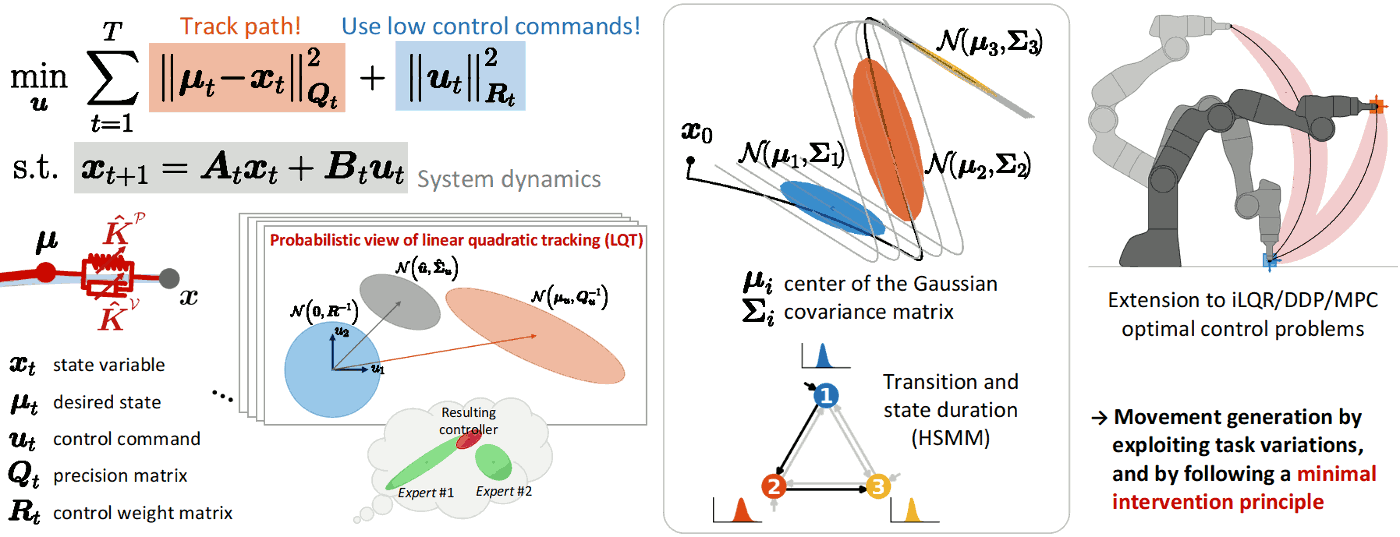 Track path!
Use low control commands!
min u ∑ t=1 T ‖μt − xt‖²Qt + ‖ut‖²Rt
s.t. xt+1 = Atxt + Btut
System dynamics
μ
K̂ᴾ
K̂ⱽ
x
xt state variable
μt desired state
ut control command
Qt precision matrix
Rt control weight matrix
...
Probabilistic view of linear quadratic tracking (LQT)
N(û, Σ̂u)
N(μu, Qu⁻¹)
N(0, R⁻¹)
u2
u1
Resulting
controller
Expert #1
Expert #2
N(μ3, Σ3)
x0
N(μ1, Σ1)
N(μ2, Σ2)
μi center of the Gaussian
Σi covariance matrix
Transition and
state duration
(HSMM)
1
2
3
Extension to iLQR/DDP/MPC
optimal control problems
→ Movement generation by
exploiting task variations,
and by following a minimal
intervention principle